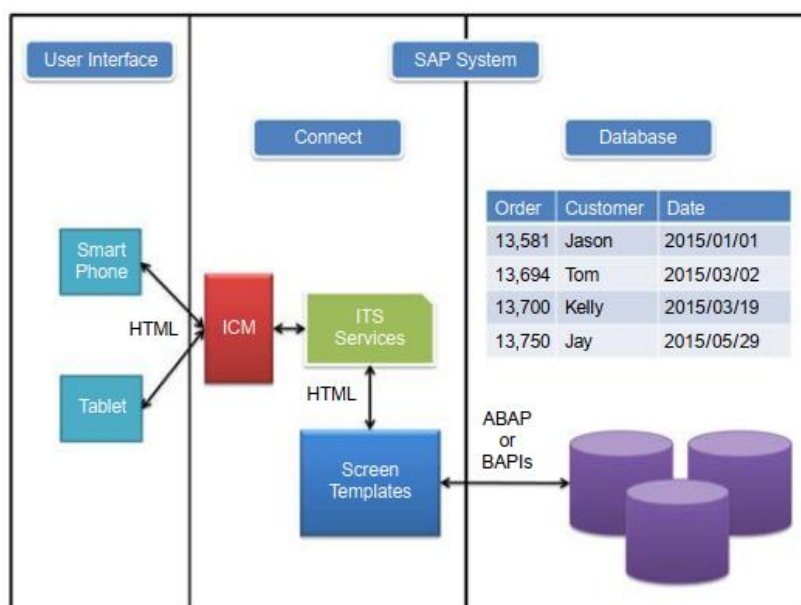 User Interface
SAP System
Connect
Database
Order Customer Date
13,581 Jason 2015/01/01
13,694 Tom 2015/03/02
13,700 Kelly 2015/03/19
13,750 Jay 2015/05/29
Smart
Phone
HTML
Tablet
ICM
ITS
Services
HTML
Screen
Templates
ABAP
or
BAPIs